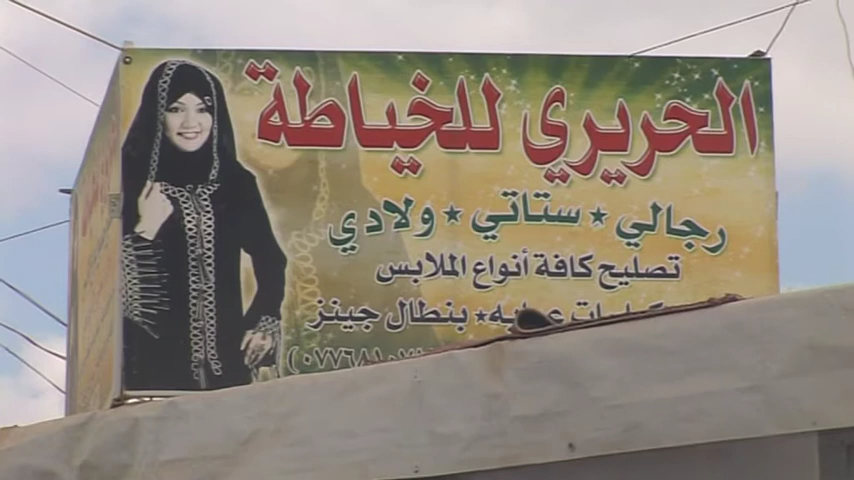 الحريري للخياطة
رجالي ★ ستاتي ★ ولادي
تصليح كافة أنواع الملابس
بنطال جينز